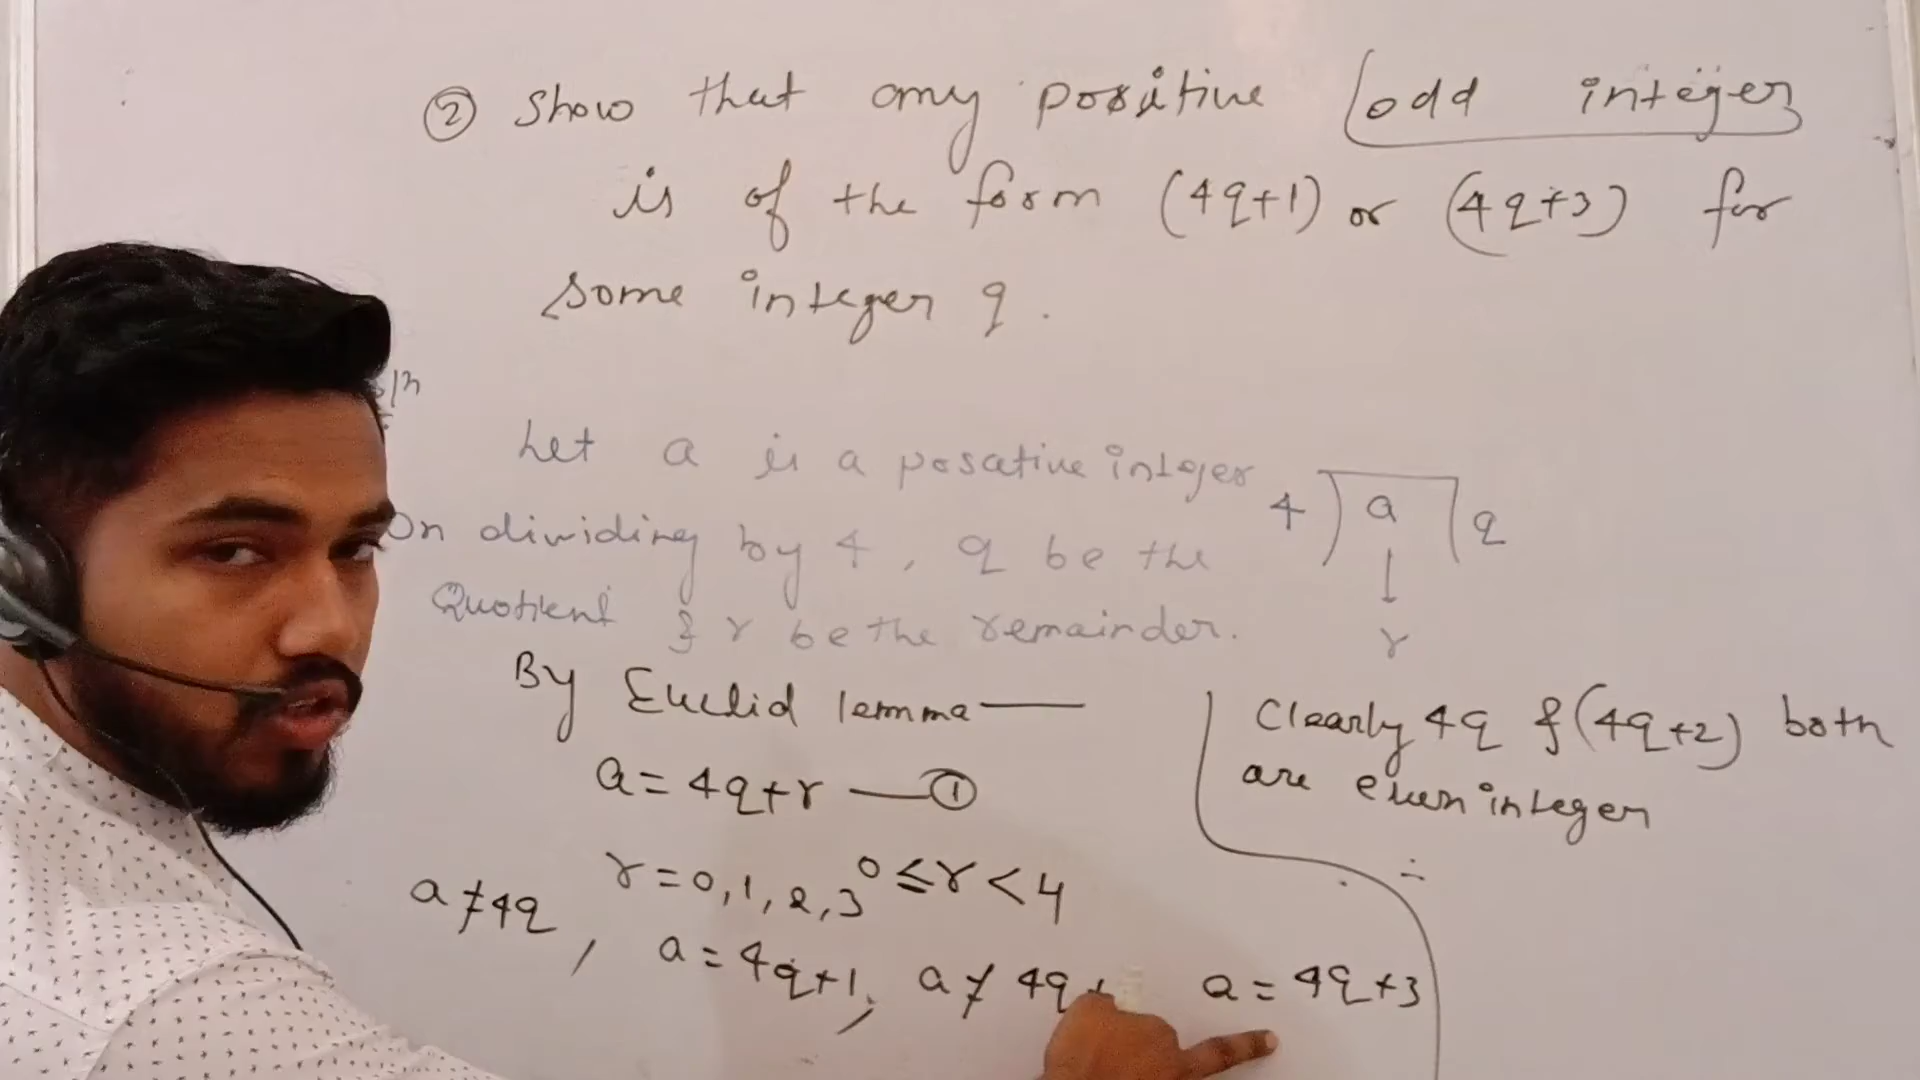 ② Show that any positive odd integer
is of the form (4q+1) or (4q+3) for
some integer q.
Let a is a posative integer
On dividing by 4, q be the
Quotient & r be the remainder.
4 a q
r
By Euclid lemma —
a = 4q+r — ①
r = 0, 1, 2, 3 0 ≤ r < 4
a ≠ 4q, a = 4q+1, a ≠ 4q+ a = 4q+3
Clearly 4q & (4q+2) both
are even integer
∴